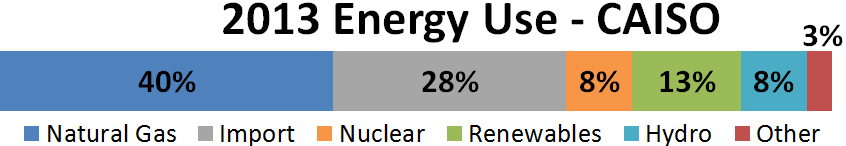 2013 Energy Use - CAISO
3%
40% 28% 8% 13% 8%
Natural Gas Import Nuclear Renewables Hydro Other